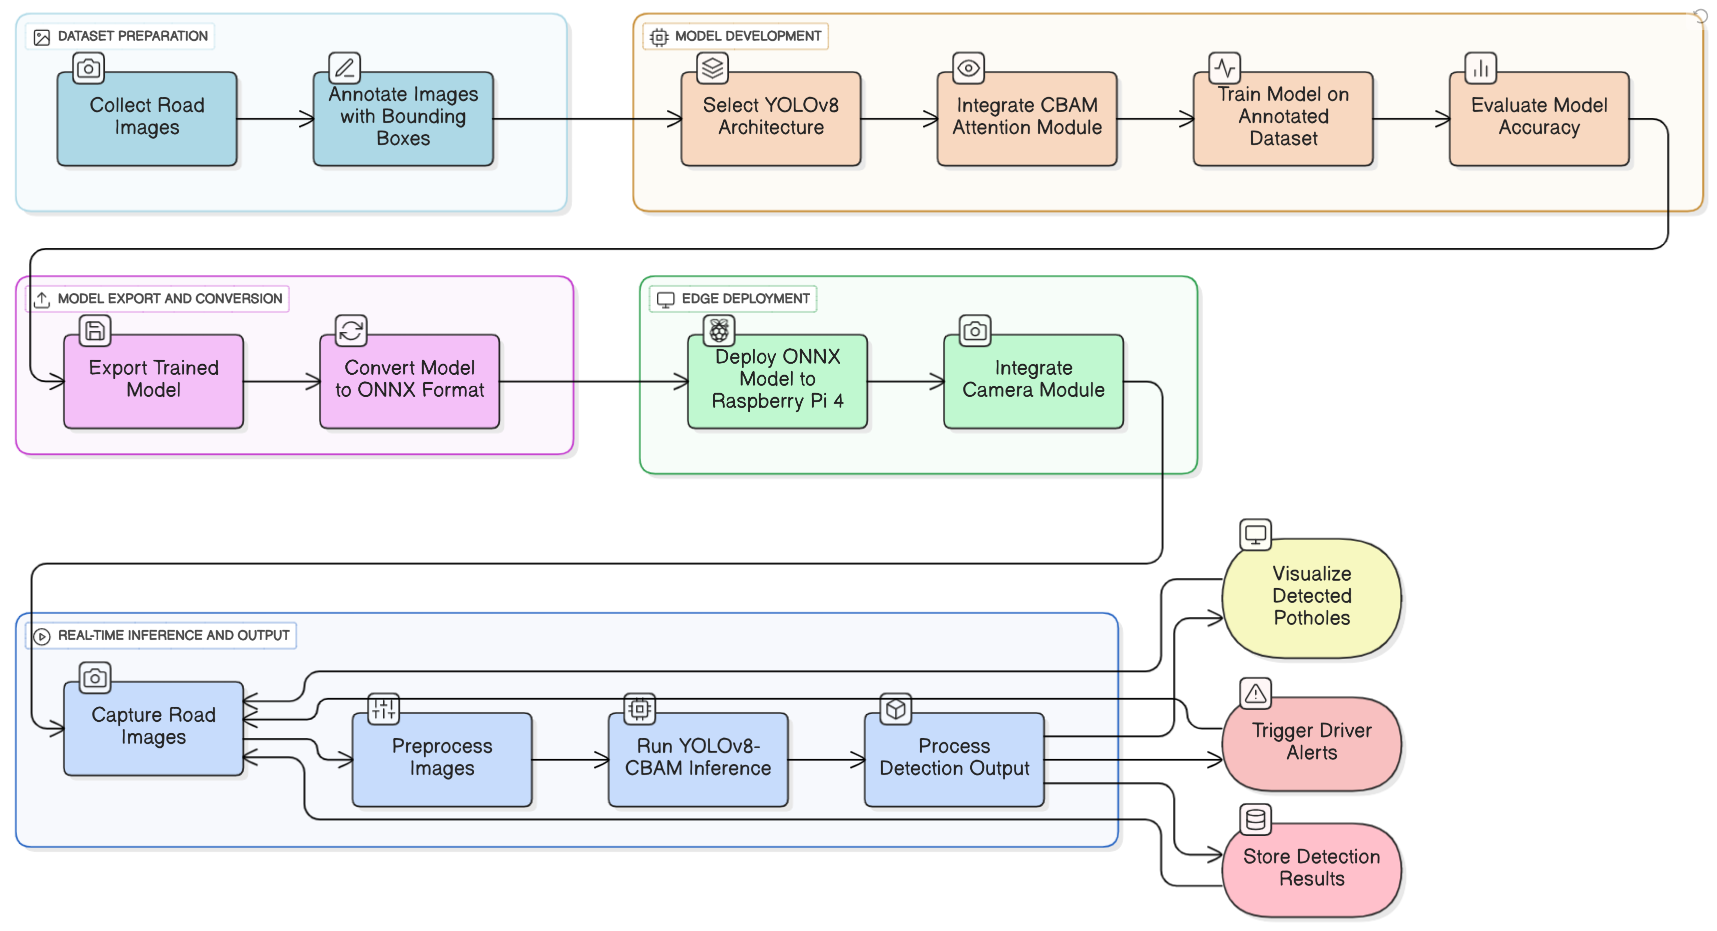 DATASET PREPARATION
Collect Road
Images
Annotate Images
with Bounding
Boxes
MODEL DEVELOPMENT
Select YOLOv8
Architecture
Integrate CBAM
Attention Module
Train Model on
Annotated
Dataset
Evaluate Model
Accuracy
MODEL EXPORT AND CONVERSION
Export Trained
Model
Convert Model
to ONNX Format
EDGE DEPLOYMENT
Deploy ONNX
Model to
Raspberry Pi 4
Integrate
Camera Module
REAL-TIME INFERENCE AND OUTPUT
Capture Road
Images
Preprocess
Images
Run YOLOv8-
CBAM Inference
Process
Detection Output
Visualize
Detected
Potholes
Trigger Driver
Alerts
Store Detection
Results